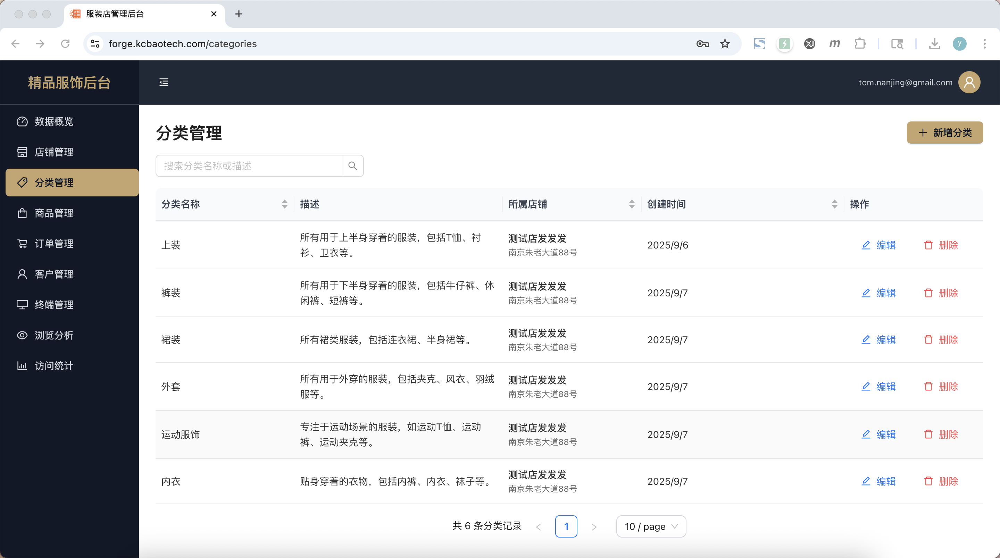 服装店管理后台
forge.kcbaotech.com/categories
y
精品服饰后台
tom.nanjing@gmail.com
数据概览
店铺管理
分类管理
商品管理
订单管理
客户管理
终端管理
浏览分析
访问统计
分类管理
新增分类
搜索分类名称或描述
分类名称 描述 所属店铺 创建时间 操作
上装 所有用于上半身穿着的服装，包括T恤、衬 测试店发发发 2025/9/6 编辑 删除
衫、卫衣等。 南京朱老大道88号
裤装 所有用于下半身穿着的服装，包括牛仔裤、休 测试店发发发 2025/9/7 编辑 删除
闲裤、短裤等。 南京朱老大道88号
裙装 所有裙类服装，包括连衣裙、半身裙等。 测试店发发发 2025/9/7 编辑 删除
南京朱老大道88号
外套 所有用于外穿的服装，包括夹克、风衣、羽绒 测试店发发发 2025/9/7 编辑 删除
服等。 南京朱老大道88号
运动服饰 专注于运动场景的服装，如运动T恤、运动 测试店发发发 2025/9/7 编辑 删除
裤、运动夹克等。 南京朱老大道88号
内衣 贴身穿着的衣物，包括内裤、内衣、袜子等。 测试店发发发 2025/9/7 编辑 删除
南京朱老大道88号
共 6 条分类记录 1 10 / page